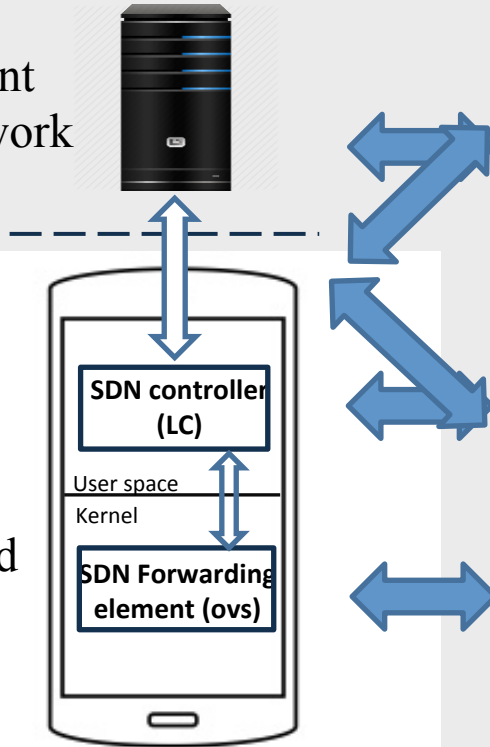 nt
work
SDN controller
(LC)
User space
Kernel
d
SDN Forwarding
element (ovs)